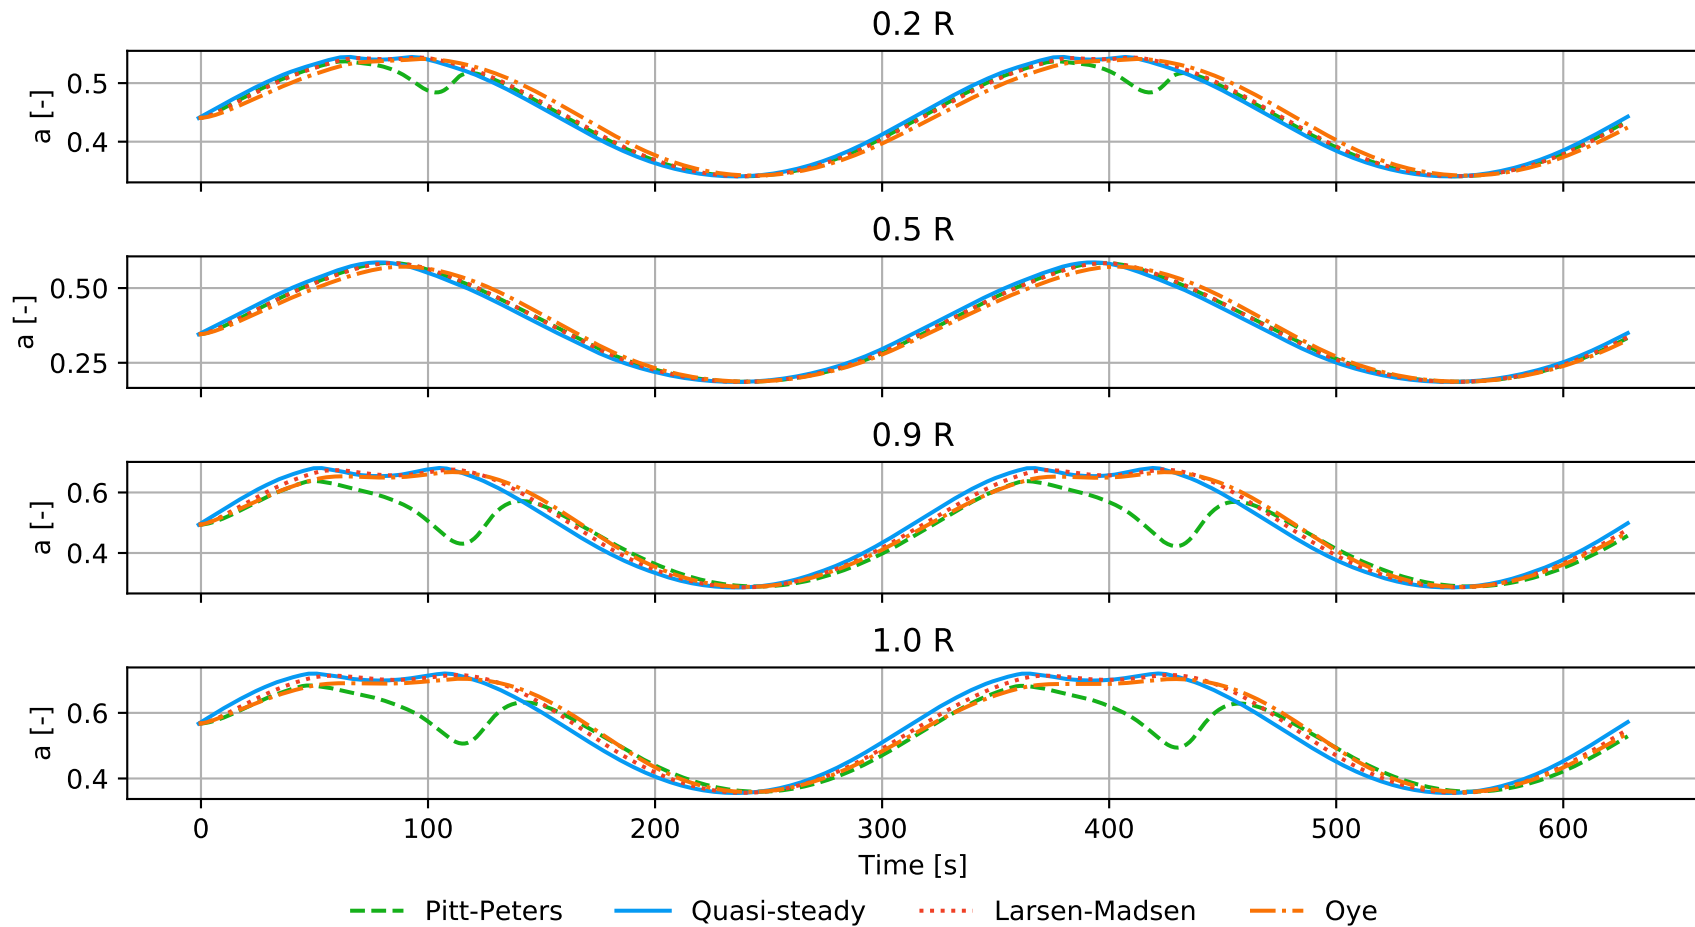 0.2 R
0.5
0.4
a [-]
0.5 R
0.50
0.25
a [-]
0.9 R
0.6
0.4
a [-]
1.0 R
0.6
0.4
a [-]
0 100 200 300 400 500 600
Time [s]
Pitt-Peters Quasi-steady Larsen-Madsen Oye